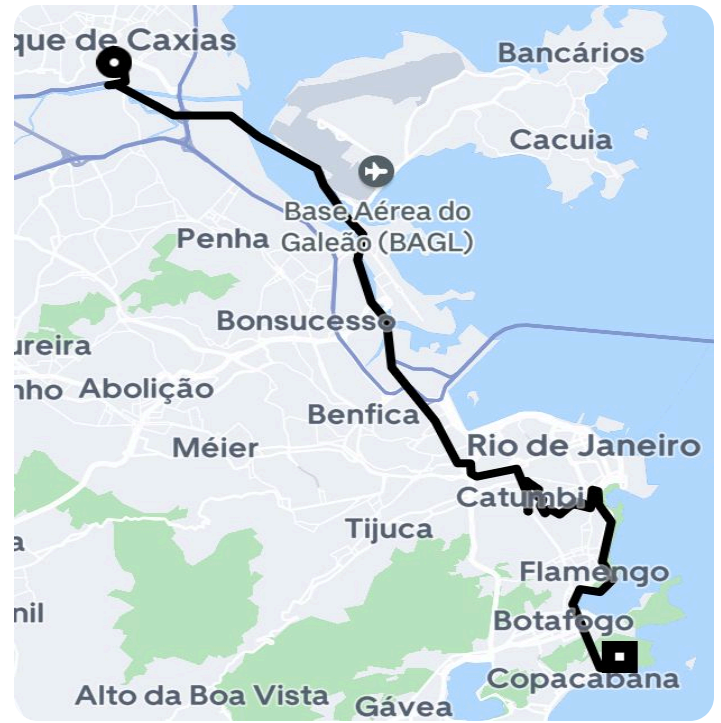 que de Caxias
Bancários
Cacuia
Base Aérea do
Galeão (BAGL)
Penha
Bonsucesso
ureira
nho
Abolição
Benfica
Méier
Rio de Janeiro
Catumbi
Tijuca
a
Flamengo
nil
Botafogo
Copacabana
Alto da Boa Vista
Gávea